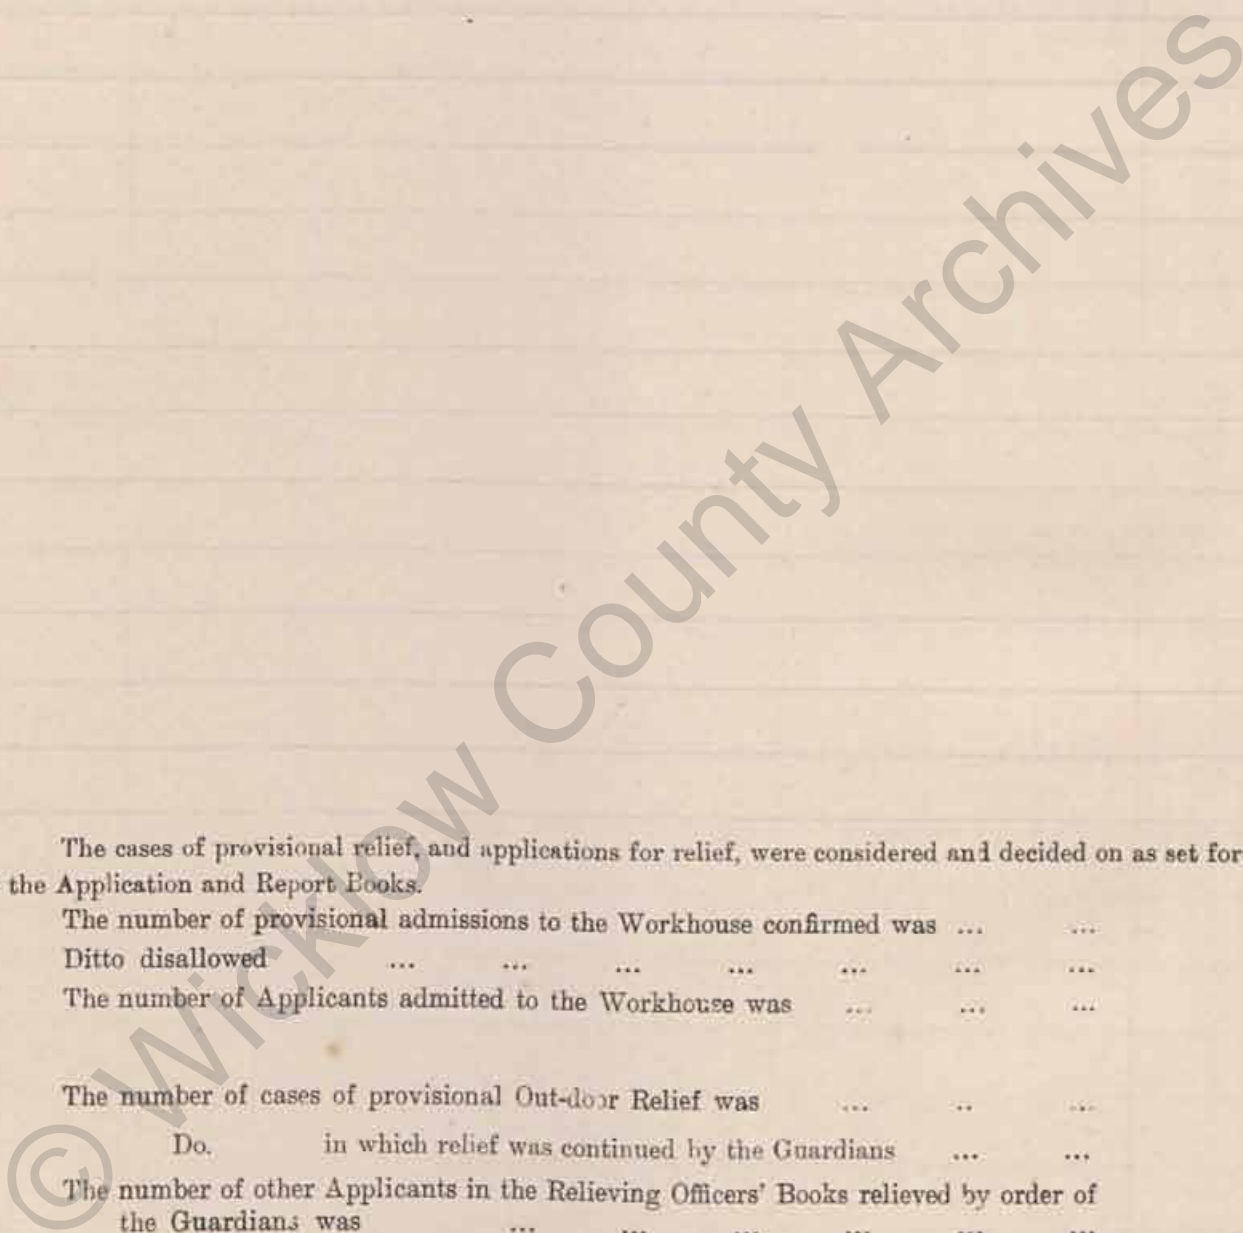 The cases of provisional relief, and applications for relief, were considered and decided on as set for
the Application and Report Books.
The number of provisional admissions to the Workhouse confirmed was ... ...
Ditto disallowed ... ... ... ... ... ... ...
The number of Applicants admitted to the Workhouse was ... ... ...
The number of cases of provisional Out-door Relief was ... .. ...
Do. in which relief was continued by the Guardians ... ...
The number of other Applicants in the Relieving Officers' Books relieved by order of
the Guardians was ... ... ... ... ... ...
© Wicklow County Archives